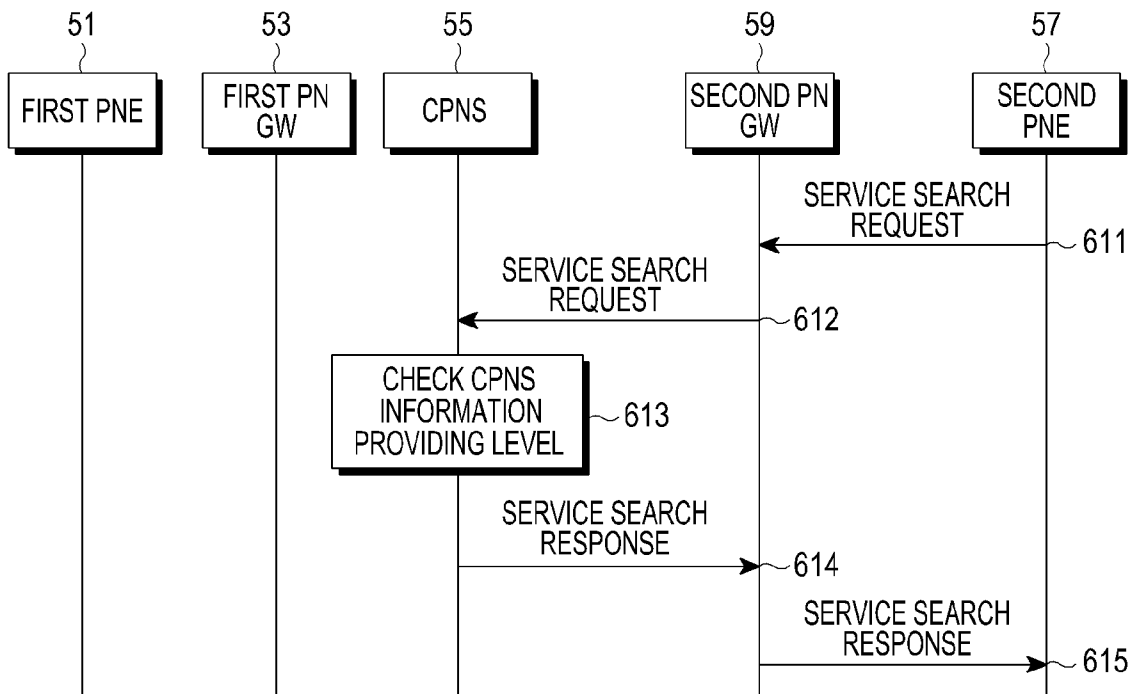 51
53
55
59
57
FIRST PNE
FIRST PN
GW
CPNS
SECOND PN
GW
SECOND
PNE
SERVICE SEARCH
REQUEST
611
SERVICE SEARCH
REQUEST
612
CHECK CPNS
INFORMATION
PROVIDING LEVEL
613
SERVICE SEARCH
RESPONSE
614
SERVICE SEARCH
RESPONSE
615